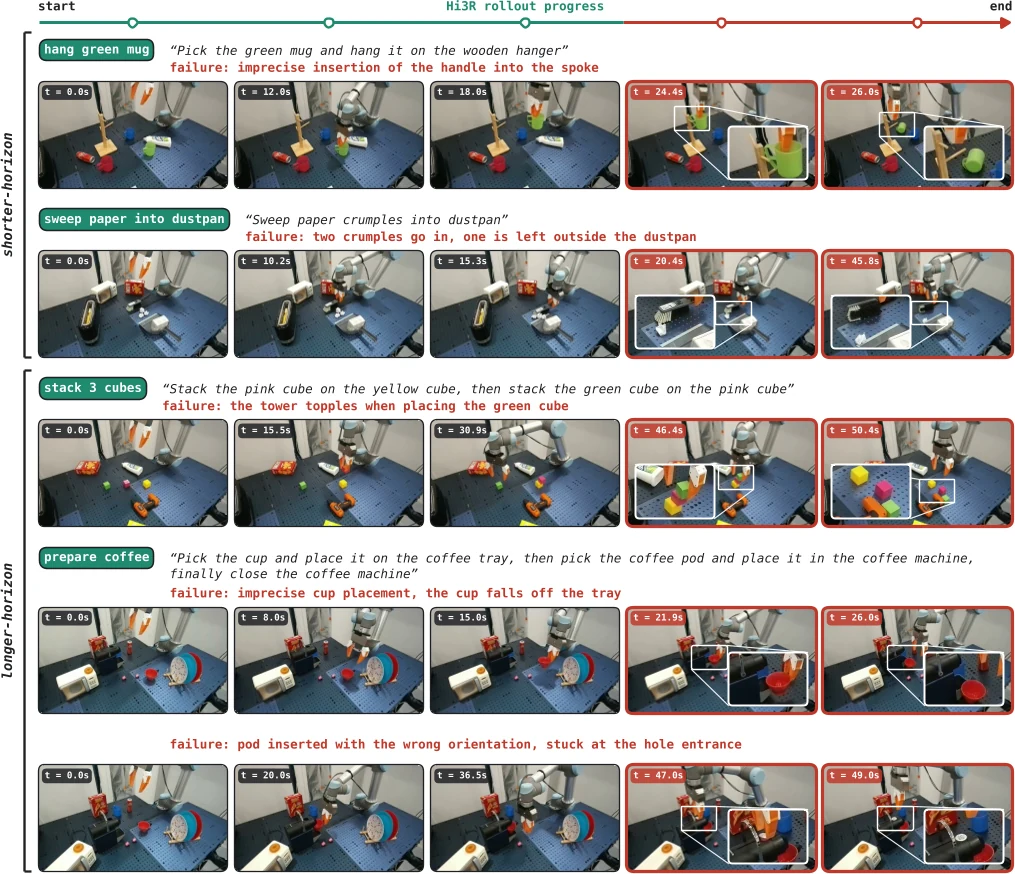 start
Hi3R rollout progress
end
shorter-horizon
hang green mug
“Pick the green mug and hang it on the wooden hanger”
failure: imprecise insertion of the handle into the spoke
t = 0.0s
t = 12.0s
t = 18.0s
t = 24.4s
t = 26.0s
sweep paper into dustpan
“Sweep paper crumples into dustpan”
failure: two crumples go in, one is left outside the dustpan
t = 0.0s
t = 10.2s
t = 15.3s
t = 20.4s
t = 45.8s
longer-horizon
stack 3 cubes
“Stack the pink cube on the yellow cube, then stack the green cube on the pink cube”
failure: the tower topples when placing the green cube
t = 0.0s
t = 15.5s
t = 30.9s
t = 46.4s
t = 50.4s
prepare coffee
“Pick the cup and place it on the coffee tray, then pick the coffee pod and place it in the coffee machine,
finally close the coffee machine”
failure: imprecise cup placement, the cup falls off the tray
t = 0.0s
t = 8.0s
t = 15.0s
t = 21.9s
t = 26.0s
failure: pod inserted with the wrong orientation, stuck at the hole entrance
t = 0.0s
t = 20.0s
t = 36.5s
t = 47.0s
t = 49.0s